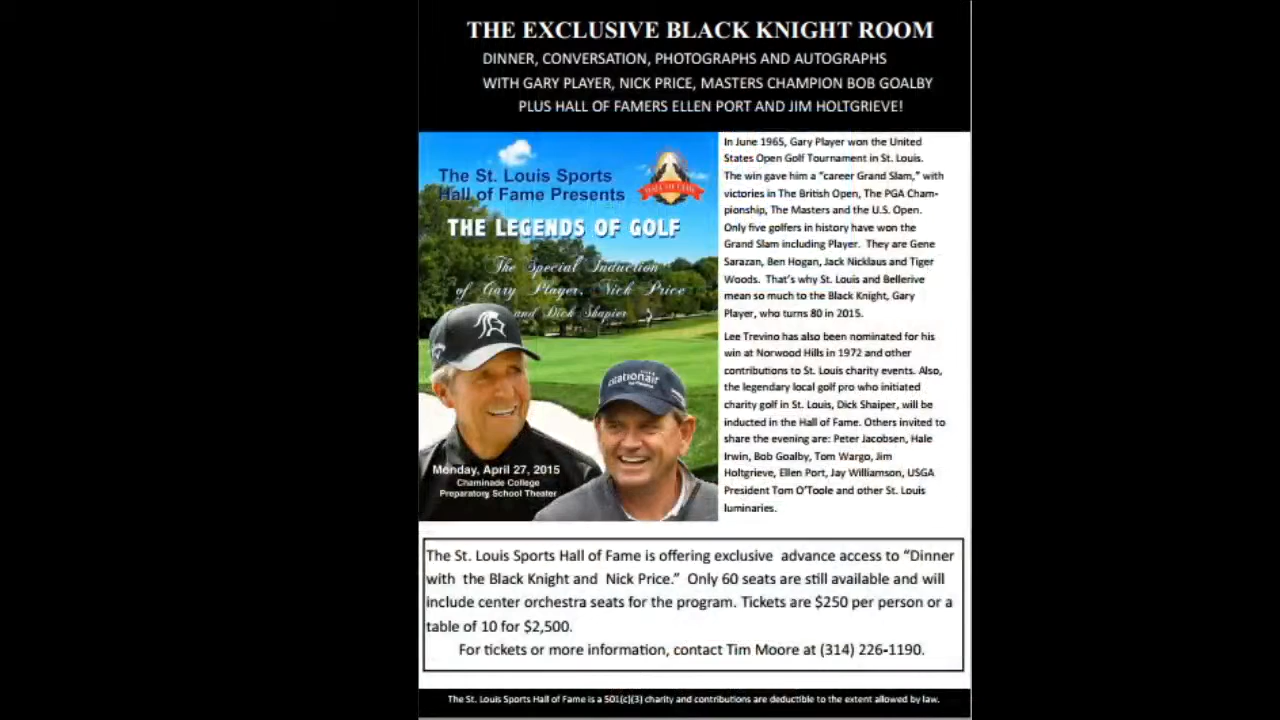 THE EXCLUSIVE BLACK KNIGHT ROOM
DINNER, CONVERSATION, PHOTOGRAPHS AND AUTOGRAPHS
WITH GARY PLAYER, NICK PRICE, MASTERS CHAMPION BOB GOALBY
PLUS HALL OF FAMERS ELLEN PORT AND JIM HOLTGRIEVE!
The St. Louis Sports
Hall of Fame Presents
HALL OF FAME
THE LEGENDS OF GOLF
The Special Induction
of Gary Player, Nick Price
and Dick Shaiper
citationair
Monday, April 27, 2015
Chaminade College
Preparatory School Theater
In June 1965, Gary Player won the United
States Open Golf Tournament in St. Louis.
The win gave him a “career Grand Slam,” with
victories in The British Open, The PGA Cham-
pionship, The Masters and the U.S. Open.
Only five golfers in history have won the
Grand Slam including Player. They are Gene
Sarazan, Ben Hogan, Jack Nicklaus and Tiger
Woods. That’s why St. Louis and Bellerive
mean so much to the Black Knight, Gary
Player, who turns 80 in 2015.
Lee Trevino has also been nominated for his
win at Norwood Hills in 1972 and other
contributions to St. Louis charity events. Also,
the legendary local golf pro who initiated
charity golf in St. Louis, Dick Shaiper, will be
inducted in the Hall of Fame. Others invited to
share the evening are: Peter Jacobsen, Hale
Irwin, Bob Goalby, Tom Wargo, Jim
Holtgrieve, Ellen Port, Jay Williamson, USGA
President Tom O’Toole and other St. Louis
luminaries.
The St. Louis Sports Hall of Fame is offering exclusive advance access to “Dinner
with the Black Knight and Nick Price.” Only 60 seats are still available and will
include center orchestra seats for the program. Tickets are $250 per person or a
table of 10 for $2,500.
For tickets or more information, contact Tim Moore at (314) 226-1190.
The St. Louis Sports Hall of Fame is a 501(c)(3) charity and contributions are deductible to the extent allowed by law.